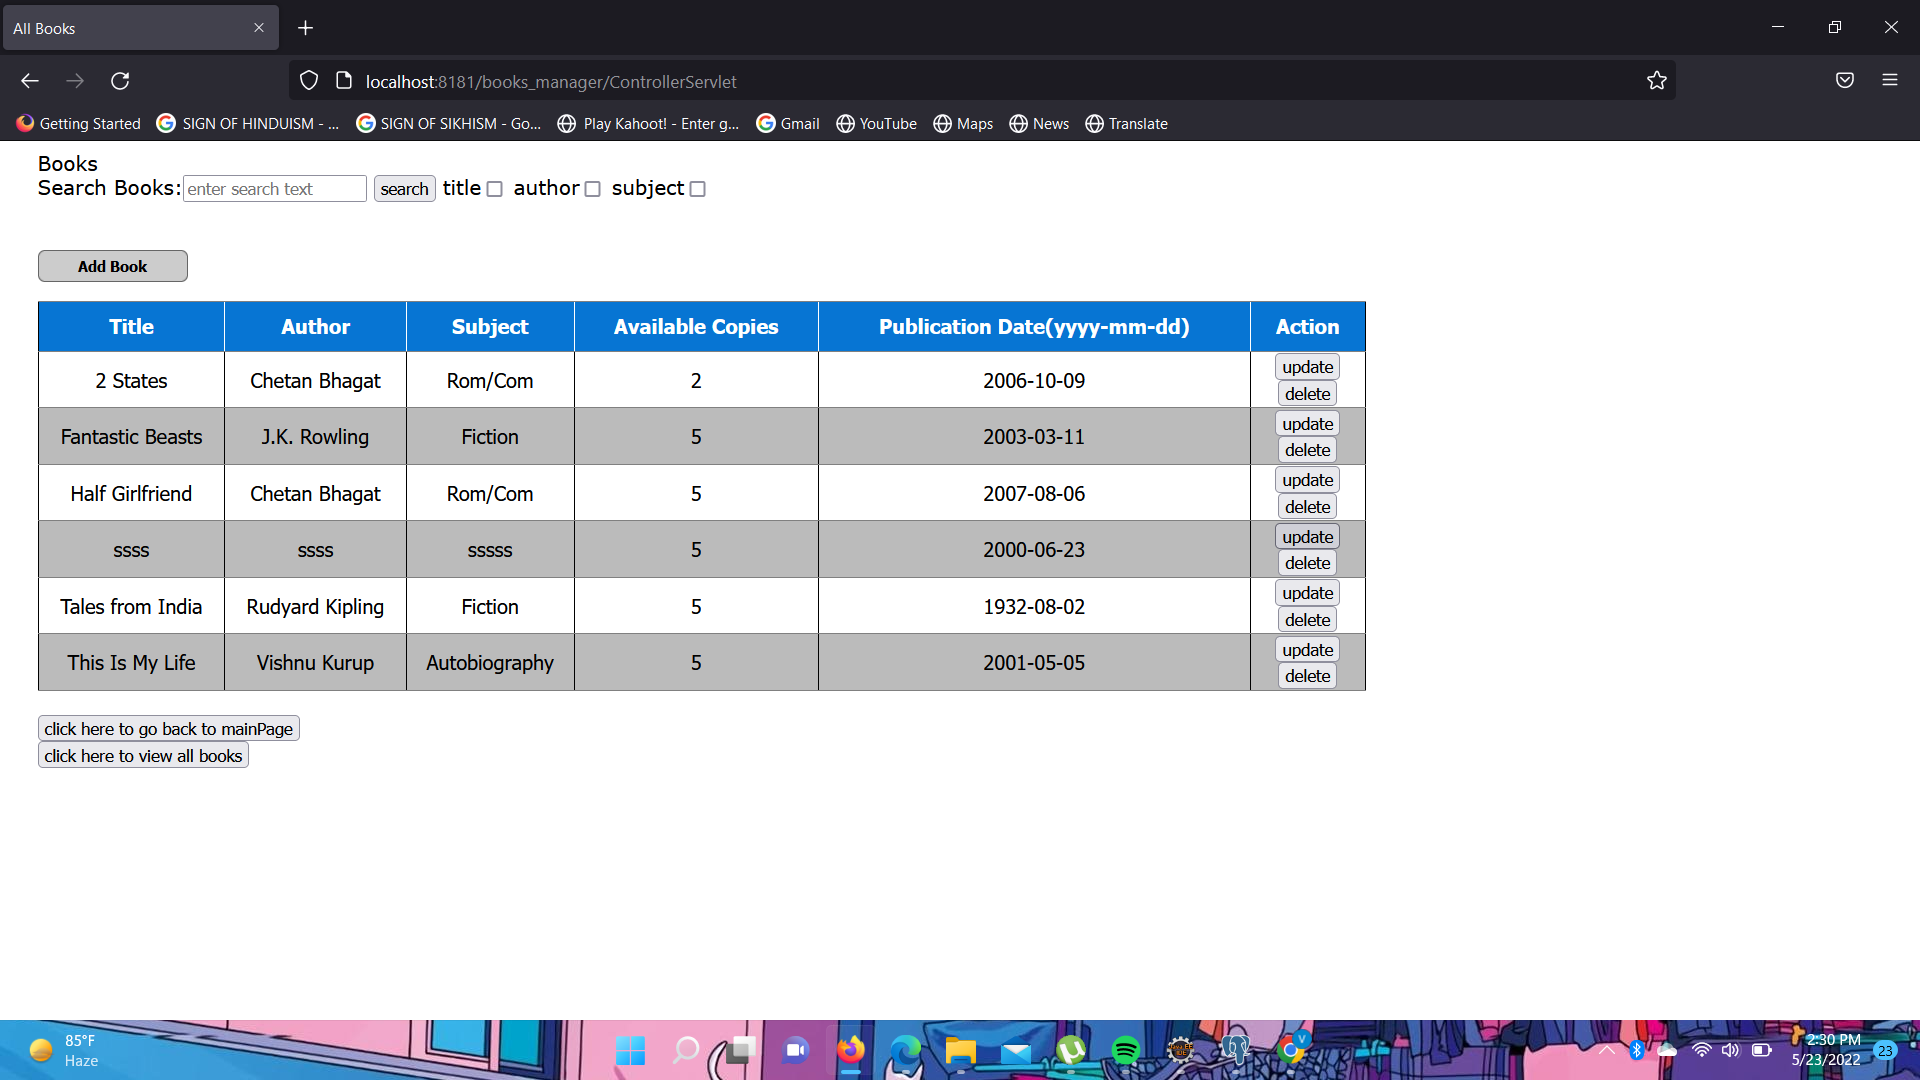 All Books
localhost:8181/books_manager/ControllerServlet
Getting Started SIGN OF HINDUISM - ... SIGN OF SIKHISM - Go... Play Kahoot! - Enter g... Gmail YouTube Maps News Translate
Books
Search Books: enter search text search title author subject
Add Book
Title Author Subject Available Copies Publication Date(yyyy-mm-dd) Action
2 States Chetan Bhagat Rom/Com 2 2006-10-09 update
delete
Fantastic Beasts J.K. Rowling Fiction 5 2003-03-11 update
delete
Half Girlfriend Chetan Bhagat Rom/Com 5 2007-08-06 update
delete
ssss ssss sssss 5 2000-06-23 update
delete
Tales from India Rudyard Kipling Fiction 5 1932-08-02 update
delete
This Is My Life Vishnu Kurup Autobiography 5 2001-05-05 update
delete
click here to go back to mainPage
click here to view all books
85°F
Haze
V
2:30 PM
5/23/2022
23